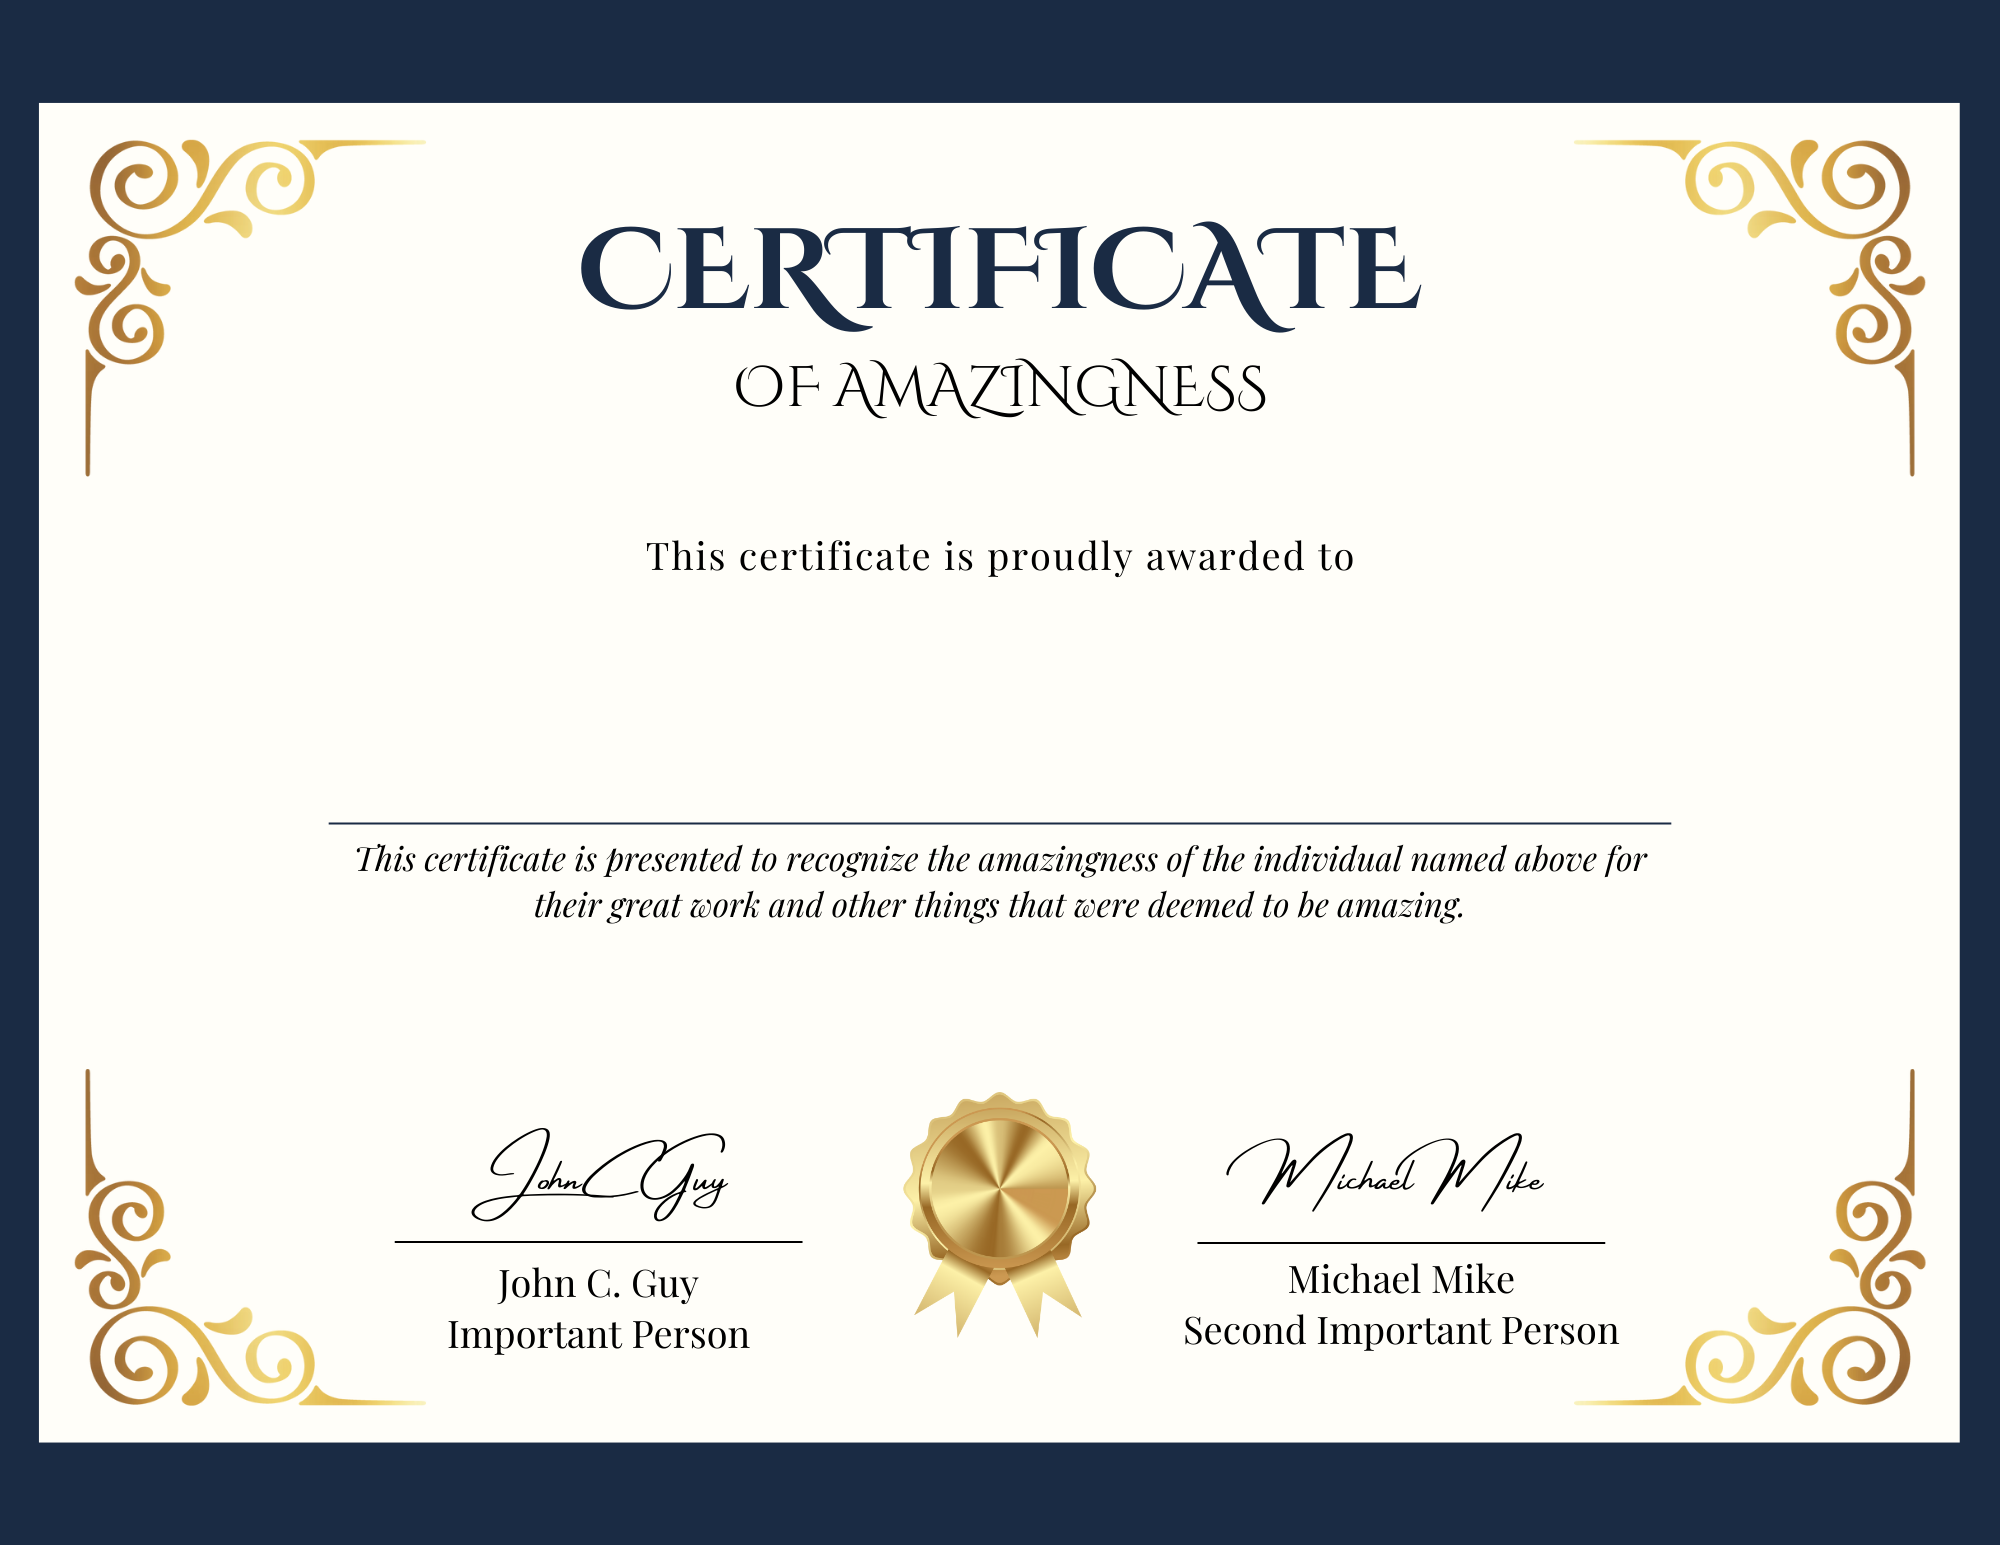 CERTIFICATE
OF AMAZINGNESS
This certificate is proudly awarded to
This certificate is presented to recognize the amazingness of the individual named above for
their great work and other things that were deemed to be amazing.
John C Guy
Michael Mike
John C. Guy
Important Person
Michael Mike
Second Important Person